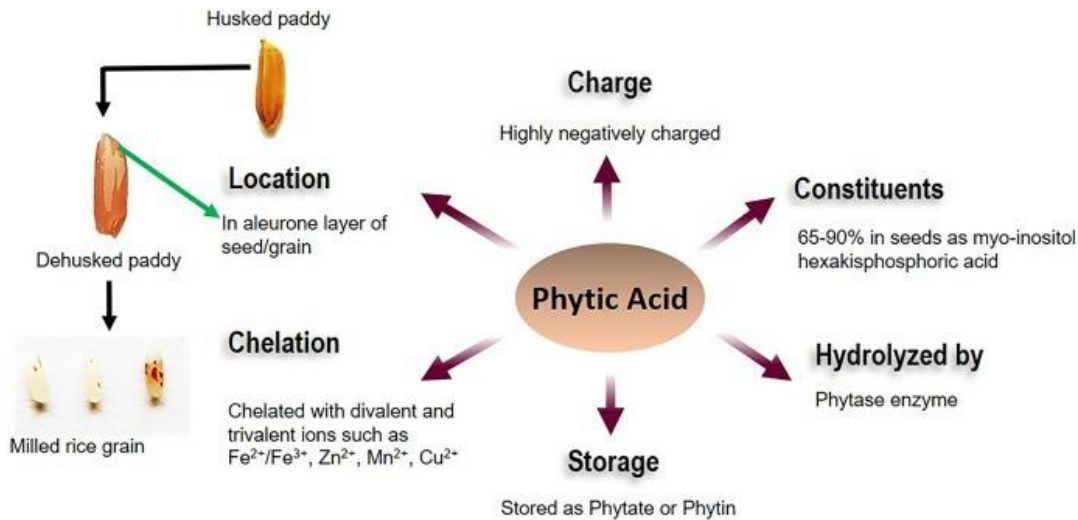 Husked paddy
Dehusked paddy
Milled rice grain
Location
In aleurone layer of
seed/grain
Charge
Highly negatively charged
Constituents
65-90% in seeds as myo-inositol
hexakisphosphoric acid
Phytic Acid
Chelation
Chelated with divalent and
trivalent ions such as
Fe²⁺/Fe³⁺, Zn²⁺, Mn²⁺, Cu²⁺
Storage
Stored as Phytate or Phytin
Hydrolyzed by
Phytase enzyme